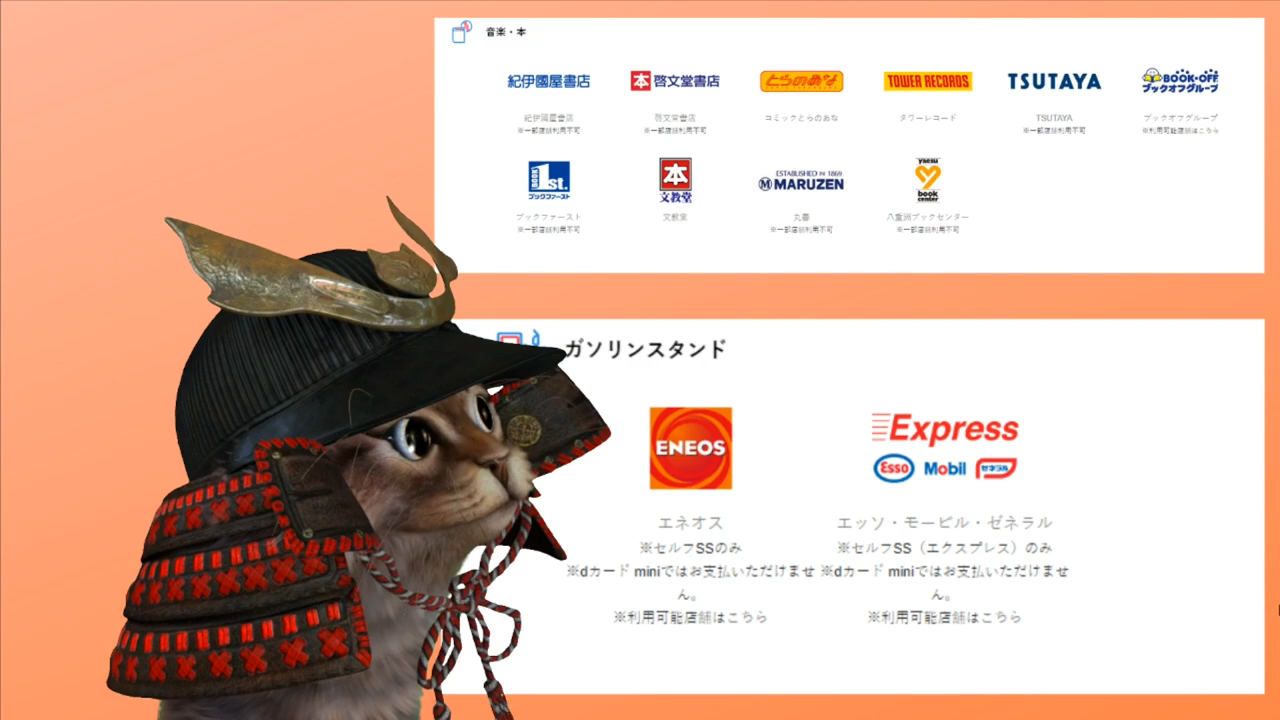 音楽・本
紀伊國屋書店
本 啓文堂書店
とらのあな
TOWER RECORDS
TSUTAYA
BOOK・OFF
ブックオフグループ
紀伊國屋書店
啓文堂書店
コミックとらのあな
タワーレコード
TSUTAYA
ブックオフグループ
※一部店舗利用不可
※一部店舗利用不可
※一部店舗利用不可
※利用可能店舗はこちら
BOOK 1st.
ブックファースト
本
文教堂
ESTABLISHED IN 1869
MARUZEN
yaesu
book
center
ブックファースト
文教堂
丸善
八重洲ブックセンター
※一部店舗利用不可
※一部店舗利用不可
※一部店舗利用不可
ガソリンスタンド
ENEOS
Express
Esso Mobil ゼネラル
エネオス
※セルフSSのみ
※dカード miniではお支払いただけませ
ん。
※利用可能店舗はこちら
エッソ・モービル・ゼネラル
※セルフSS（エクスプレス）のみ
※dカード miniではお支払いただけませ
ん。
※利用可能店舗はこちら